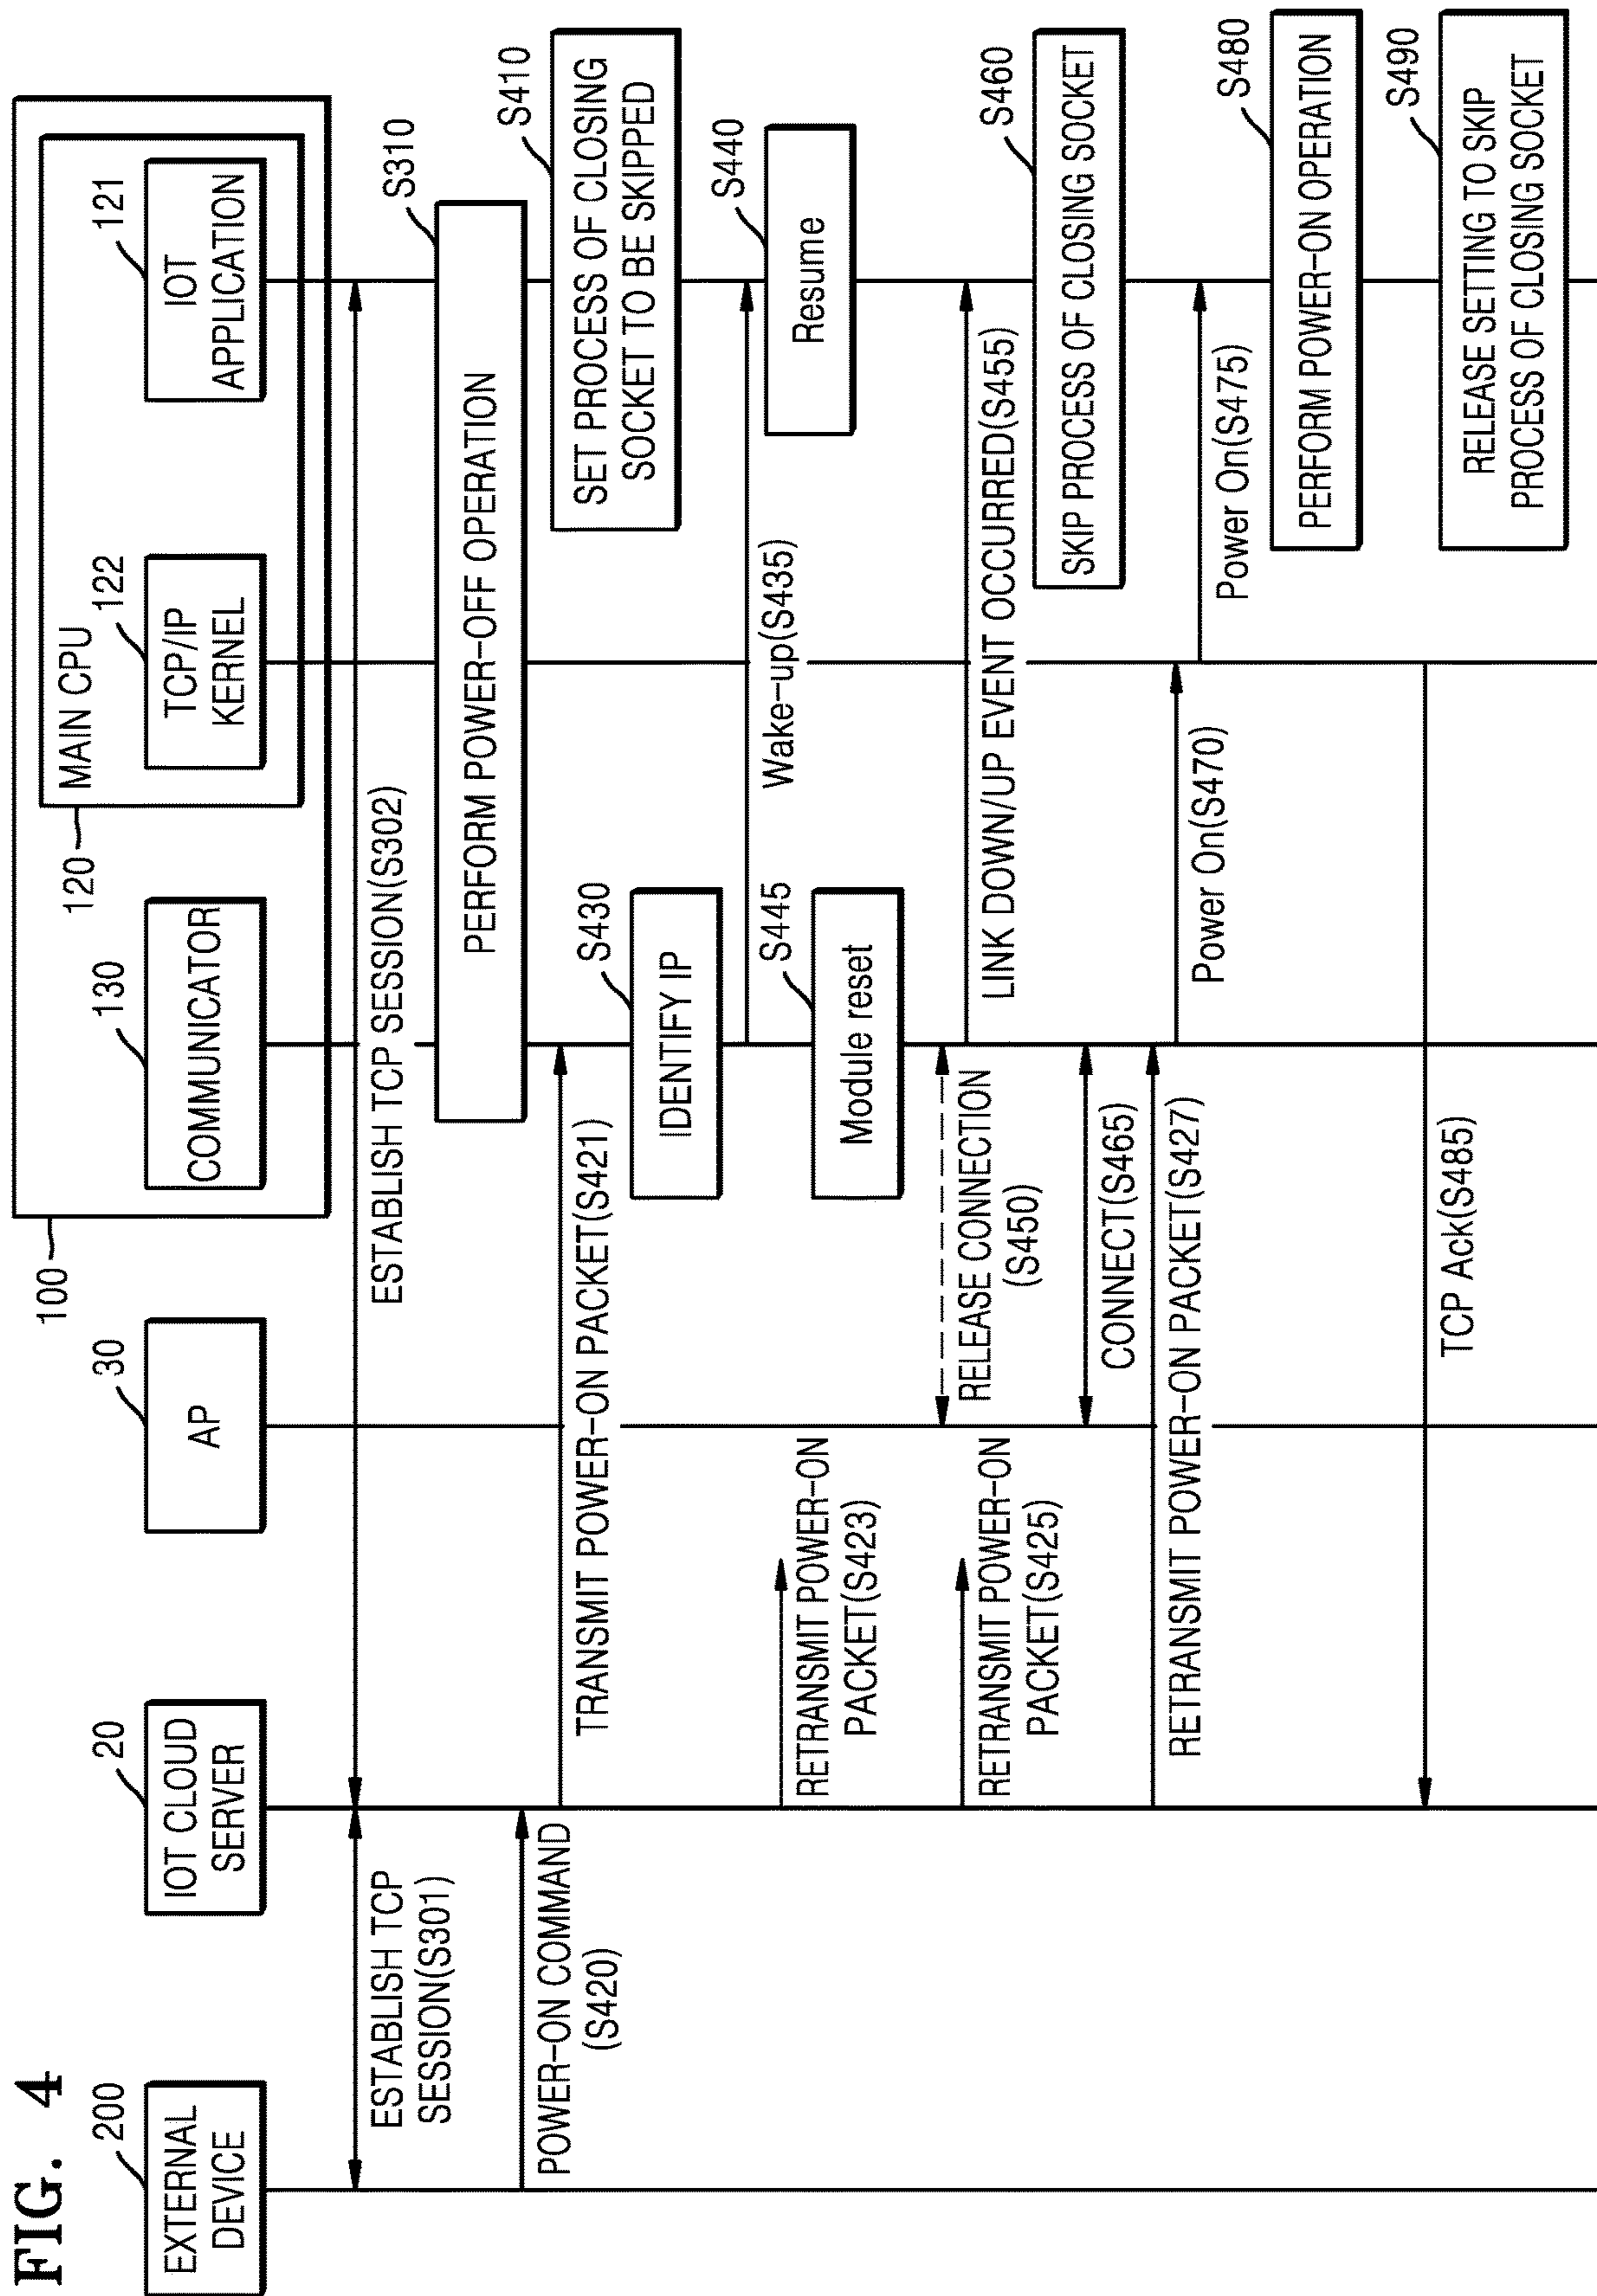 FIG. 4
200
EXTERNAL
DEVICE
20
IOT CLOUD
SERVER
30
AP
100
130
COMMUNICATOR
120
MAIN CPU
122
TCP/IP
KERNEL
121
IOT
APPLICATION
ESTABLISH TCP
SESSION(S301)
ESTABLISH TCP SESSION(S302)
S310
PERFORM POWER-OFF OPERATION
S410
SET PROCESS OF CLOSING
SOCKET TO BE SKIPPED
POWER-ON COMMAND
(S420)
TRANSMIT POWER-ON PACKET(S421)
S430
IDENTIFY IP
Wake-up(S435)
S440
Resume
RETRANSMIT POWER-ON
PACKET(S423)
S445
Module reset
RELEASE CONNECTION
(S450)
LINK DOWN/UP EVENT OCCURRED(S455)
RETRANSMIT POWER-ON
PACKET(S425)
S460
SKIP PROCESS OF CLOSING SOCKET
CONNECT(S465)
RETRANSMIT POWER-ON PACKET(S427)
Power On(S470)
Power On(S475)
S480
PERFORM POWER-ON OPERATION
TCP Ack(S485)
S490
RELEASE SETTING TO SKIP
PROCESS OF CLOSING SOCKET